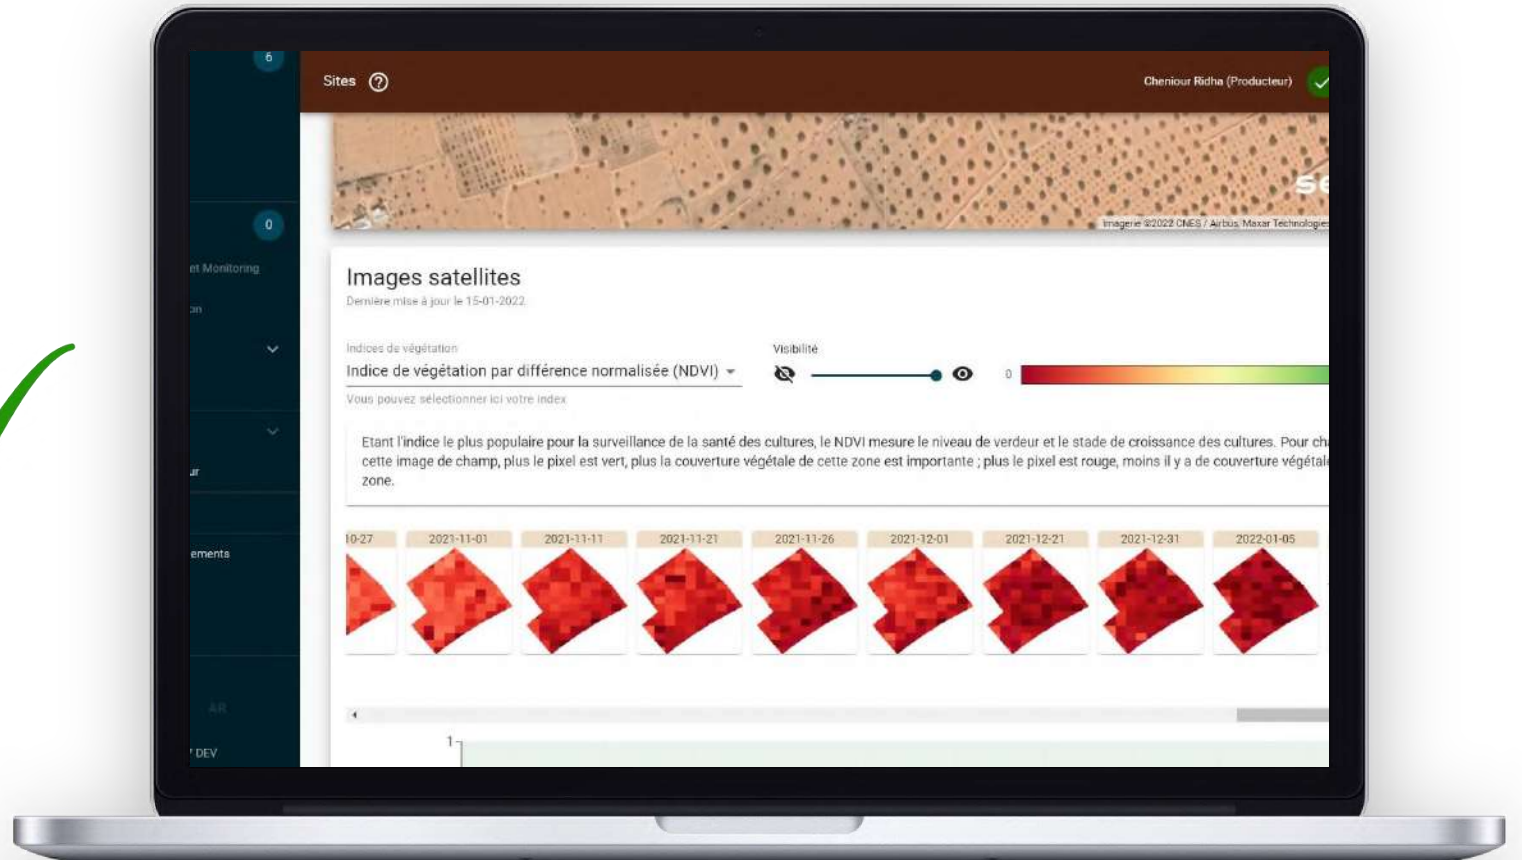 6
Sites ?
Cheniour Ridha (Producteur)
Imagerie ©2022 CNES / Airbus, Maxar Technologies
0
et Monitoring
Images satellites
Dernière mise à jour le 15-01-2022
on
Indices de végétation
Visibilité
Indice de végétation par différence normalisée (NDVI)
0
Vous pouvez sélectionner ici votre index
Etant l'indice le plus populaire pour la surveillance de la santé des cultures, le NDVI mesure le niveau de verdeur et le stade de croissance des cultures. Pour cha
cette image de champ, plus le pixel est vert, plus la couverture végétale de cette zone est importante ; plus le pixel est rouge, moins il y a de couverture végétale
zone.
ur
10-27 2021-11-01 2021-11-11 2021-11-21 2021-11-26 2021-12-01 2021-12-21 2021-12-31 2022-01-05
ements
AR
1
DEV